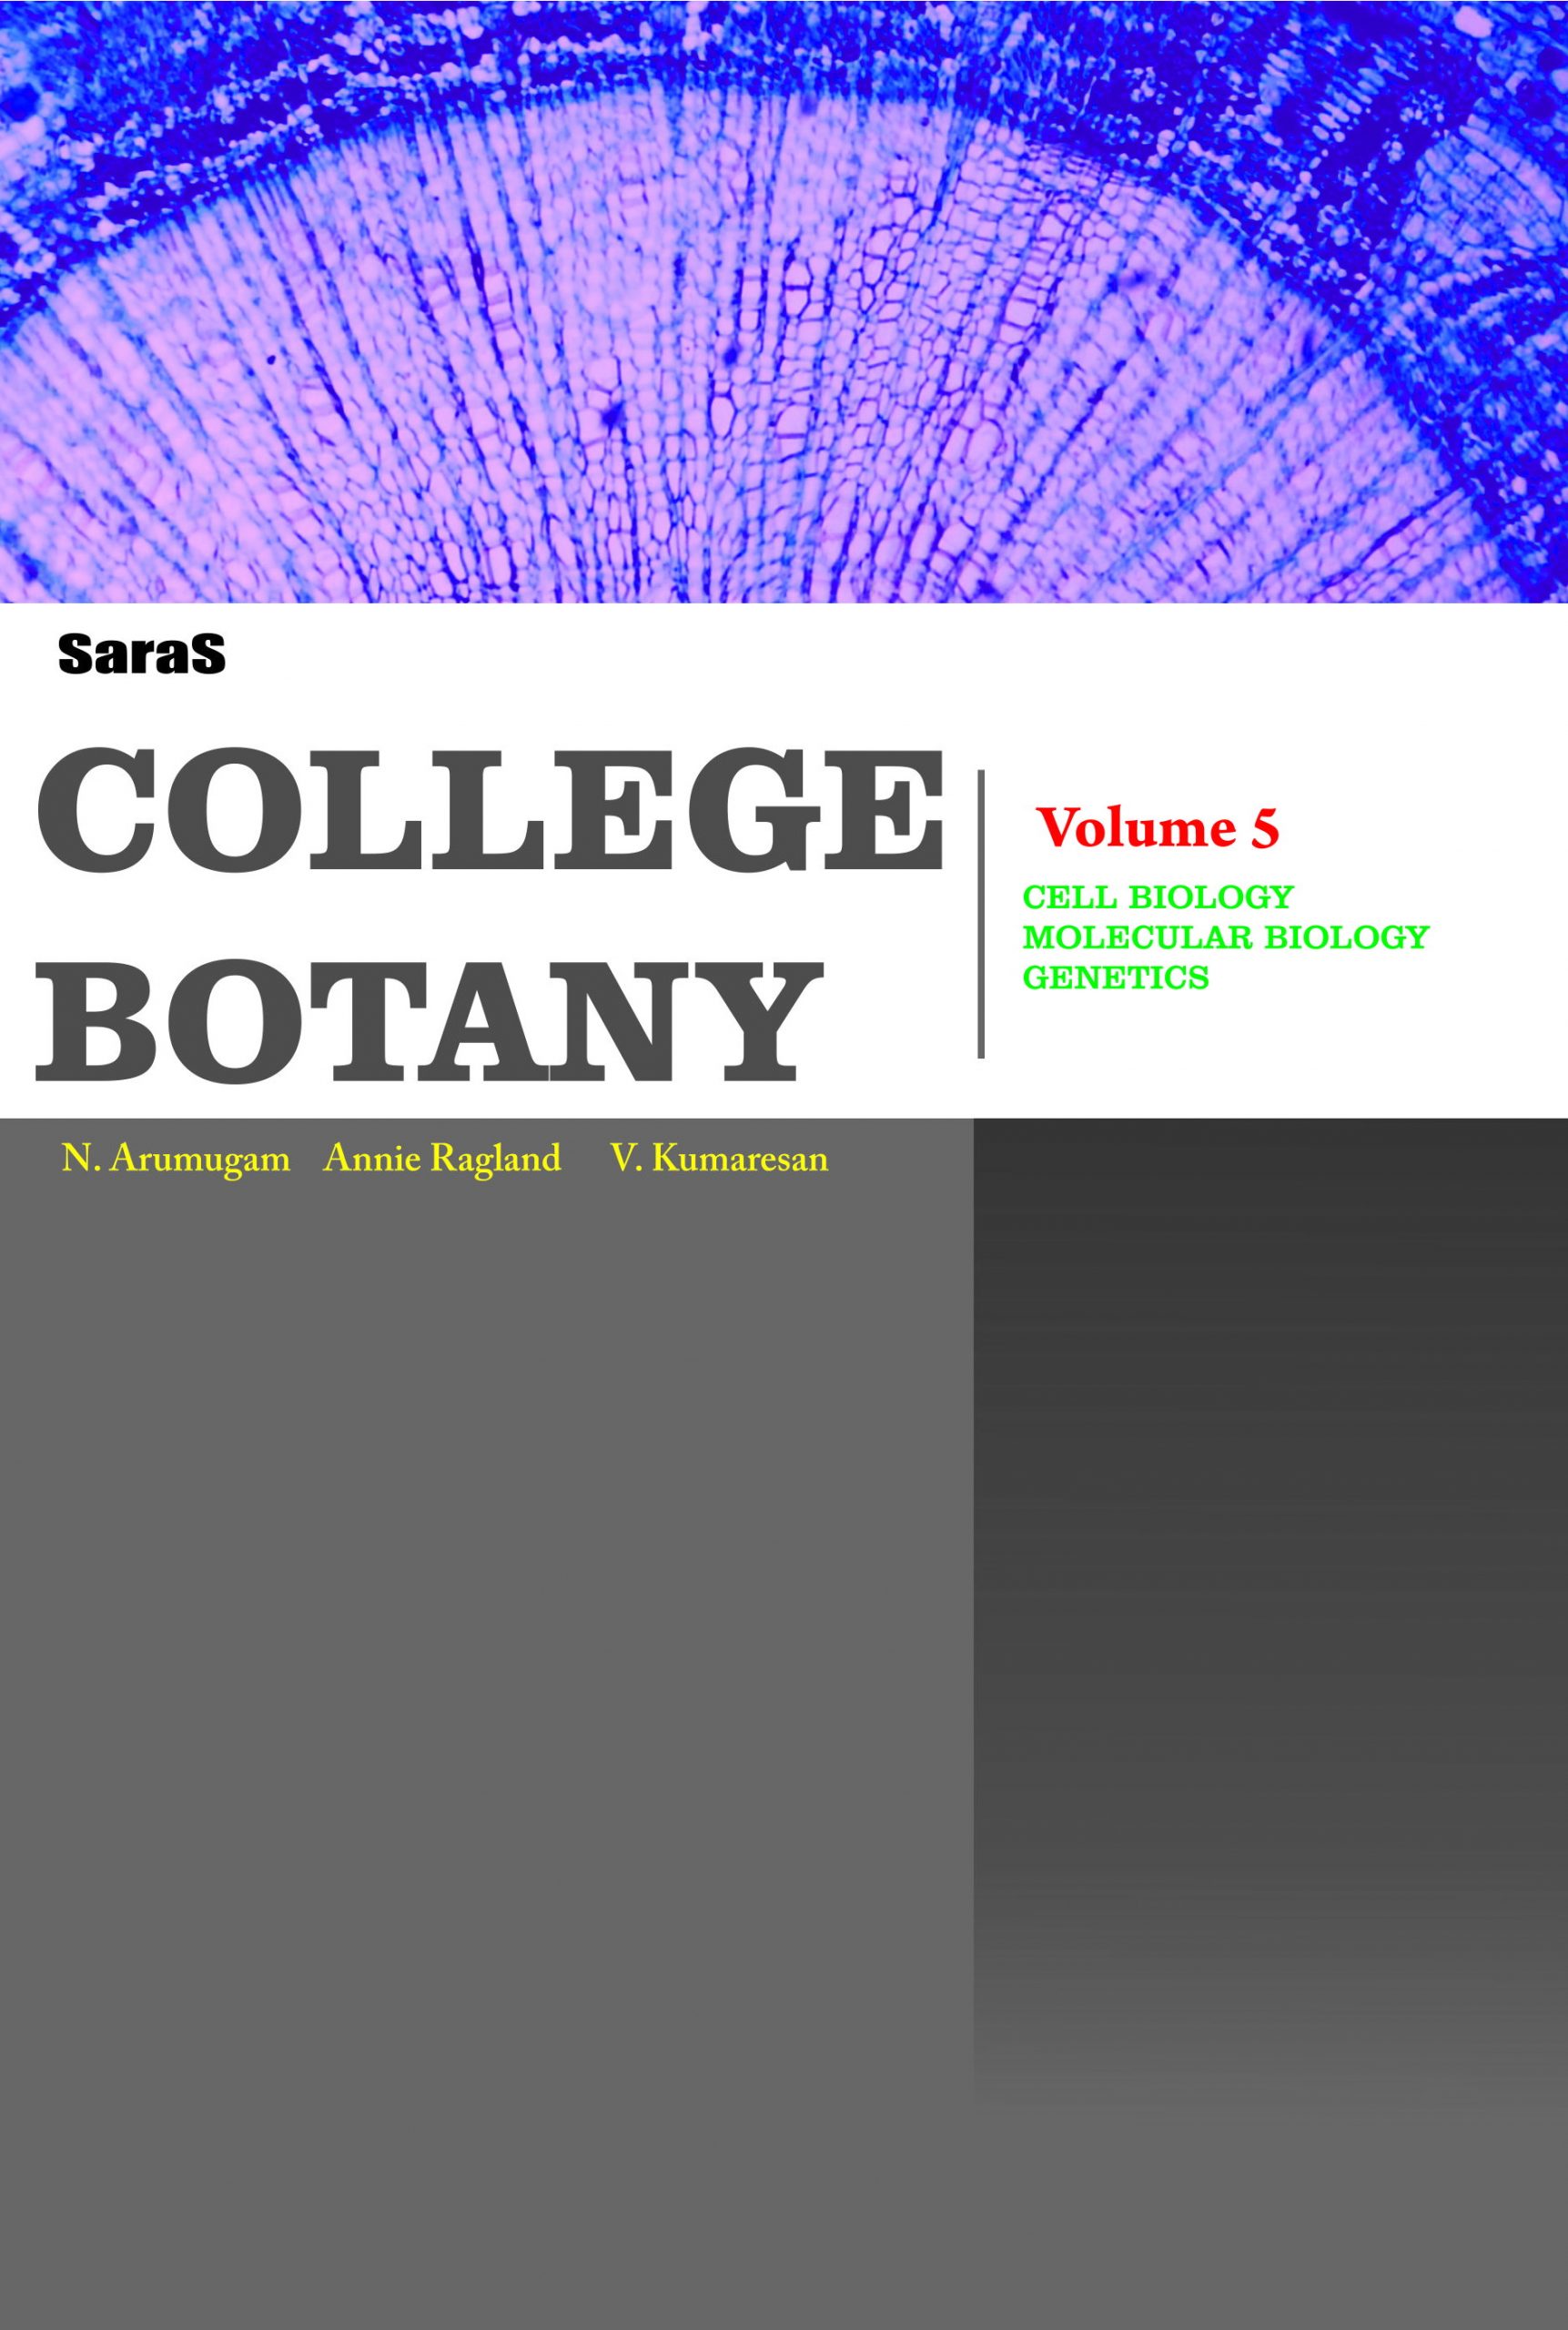 SaraS
COLLEGE
BOTANY
Volume 5
CELL BIOLOGY
MOLECULAR BIOLOGY
GENETICS
N. Arumugam Annie Ragland V. Kumaresan